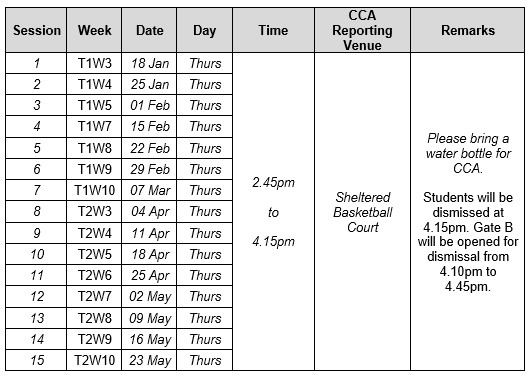 Session Week Date Day Time CCA Reporting Venue Remarks
1 T1W3 18 Jan Thurs
2 T1W4 25 Jan Thurs
3 T1W5 01 Feb Thurs
4 T1W7 15 Feb Thurs
5 T1W8 22 Feb Thurs
6 T1W9 29 Feb Thurs
7 T1W10 07 Mar Thurs
8 T2W3 04 Apr Thurs
9 T2W4 11 Apr Thurs
10 T2W5 18 Apr Thurs
11 T2W6 25 Apr Thurs
12 T2W7 02 May Thurs
13 T2W8 09 May Thurs
14 T2W9 16 May Thurs
15 T2W10 23 May Thurs
2.45pm
to
4.15pm
Sheltered
Basketball
Court
Please bring a
water bottle for
CCA.
Students will be
dismissed at
4.15pm. Gate B
will be opened for
dismissal from
4.10pm to
4.45pm.